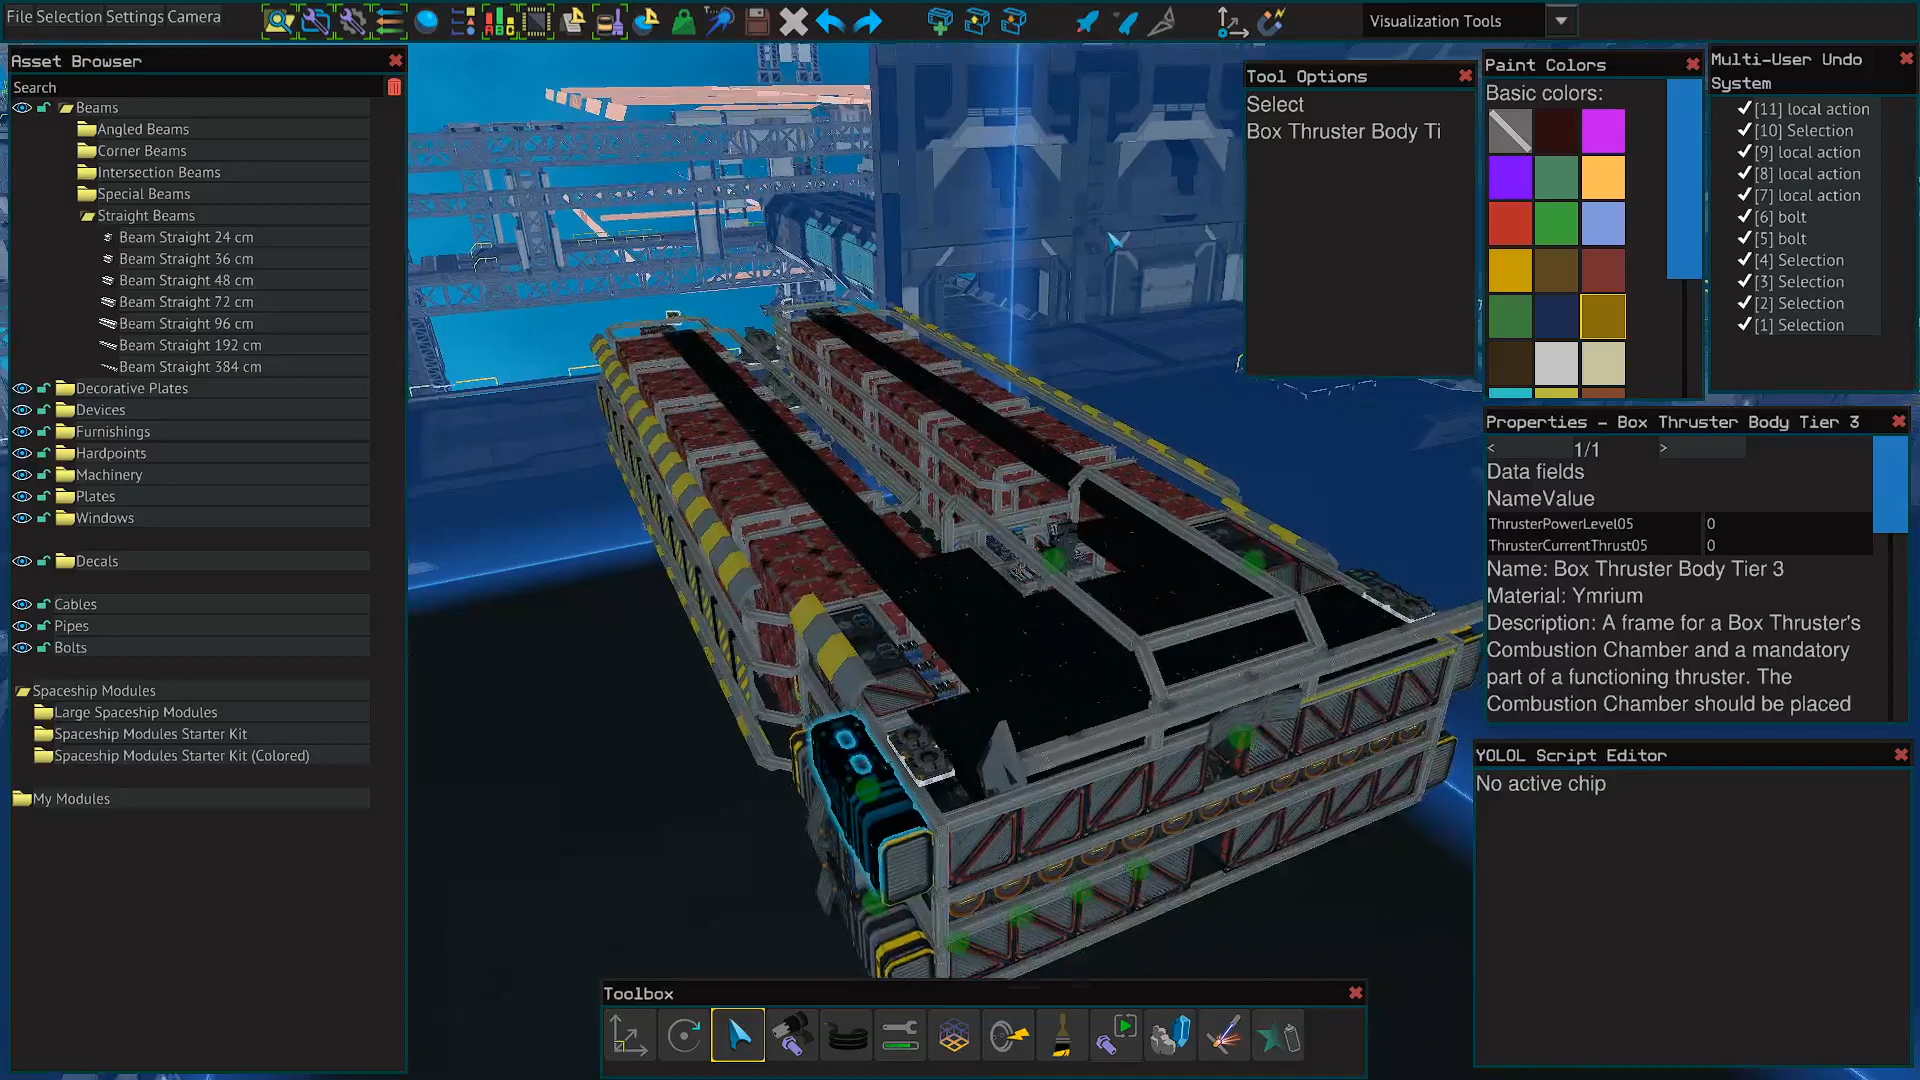 File Selection Settings Camera
ABC
Visualization Tools
Asset Browser
Search
Beams
Angled Beams
Corner Beams
Intersection Beams
Special Beams
Straight Beams
Beam Straight 24 cm
Beam Straight 36 cm
Beam Straight 48 cm
Beam Straight 72 cm
Beam Straight 96 cm
Beam Straight 192 cm
Beam Straight 384 cm
Decorative Plates
Devices
Furnishings
Hardpoints
Machinery
Plates
Windows
Decals
Cables
Pipes
Bolts
Spaceship Modules
Large Spaceship Modules
Spaceship Modules Starter Kit
Spaceship Modules Starter Kit (Colored)
My Modules
Tool Options
Select
Box Thruster Body Ti
Paint Colors
Basic colors:
Multi-User Undo
System
[11] local action
[10] Selection
[9] local action
[8] local action
[7] local action
[6] bolt
[5] bolt
[4] Selection
[3] Selection
[2] Selection
[1] Selection
Properties - Box Thruster Body Tier 3
< 1/1 >
Data fields
NameValue
ThrusterPowerLevel05 0
ThrusterCurrentThrust05 0
Name: Box Thruster Body Tier 3
Material: Ymrium
Description: A frame for a Box Thruster's
Combustion Chamber and a mandatory
part of a functioning thruster. The
Combustion Chamber should be placed
YOLOL Script Editor
No active chip
Toolbox